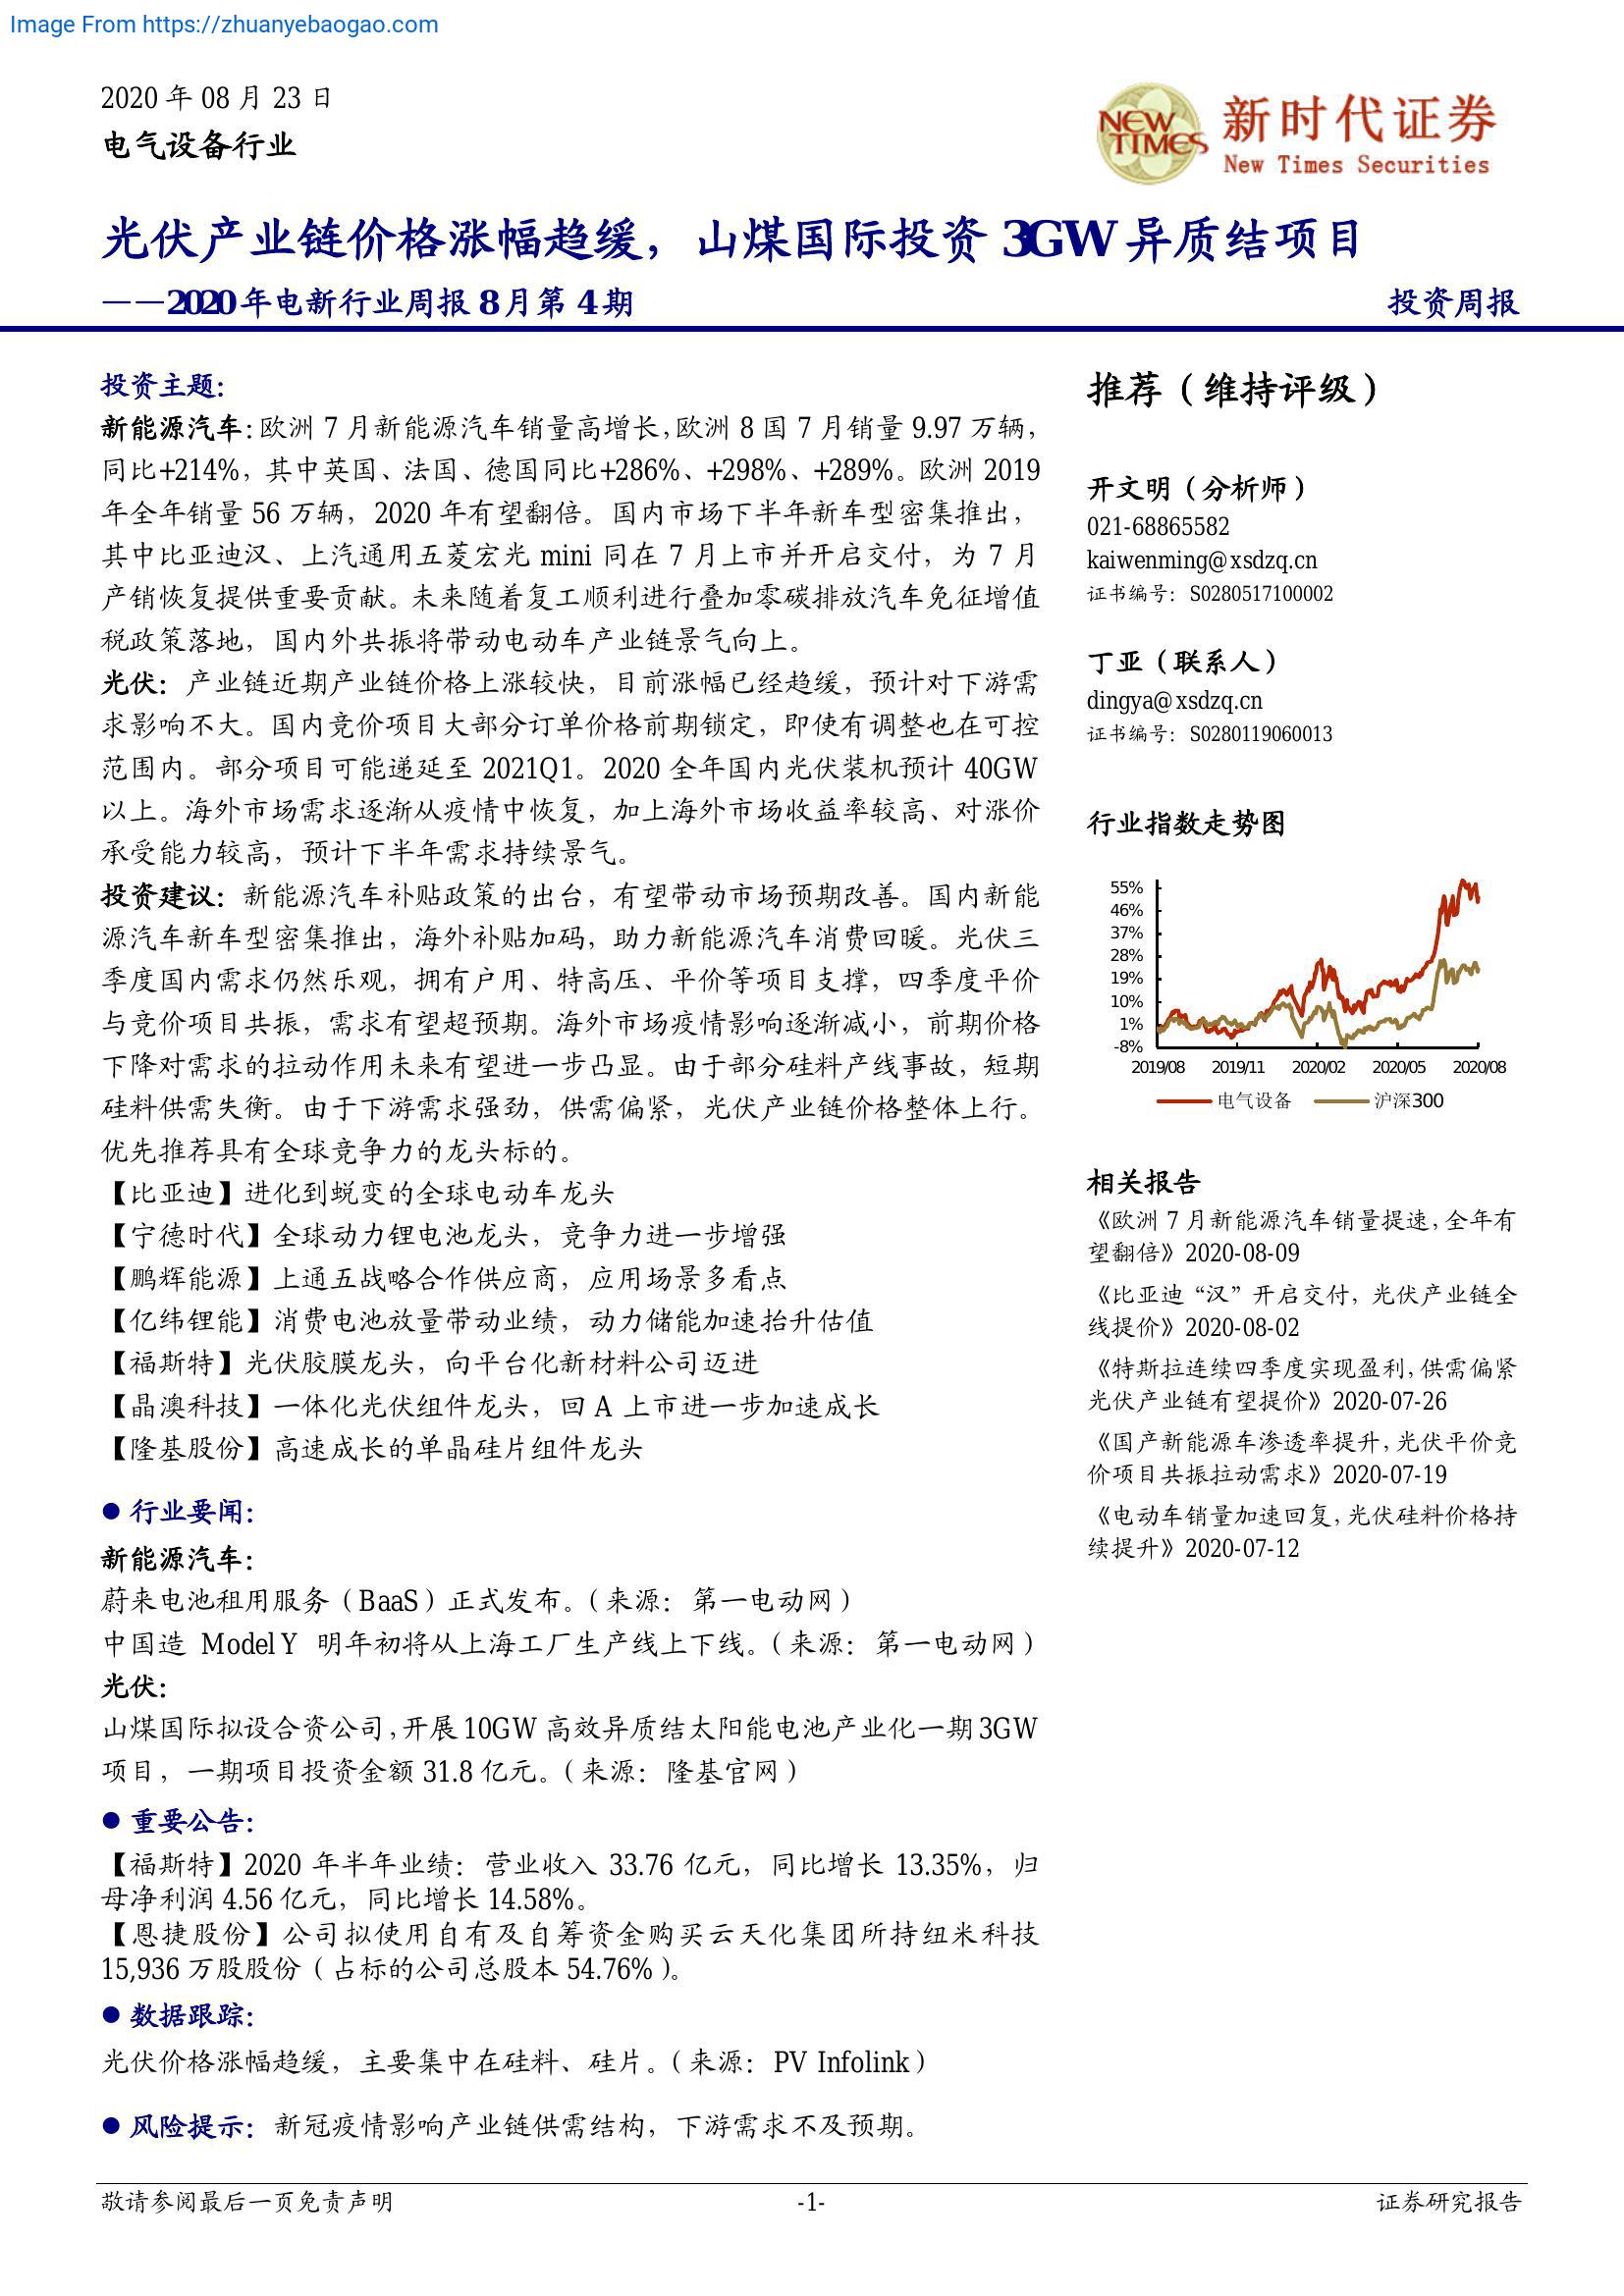 Image From https://zhuanyebaogao.com
2020 年 08 月 23 日
电气设备行业
NEW TIMES
新时代证券
New Times Securities
光伏产业链价格涨幅趋缓，山煤国际投资 3GW 异质结项目
——2020 年电新行业周报 8 月第 4 期
投资周报
投资主题：
新能源汽车：欧洲 7 月新能源汽车销量高增长，欧洲 8 国 7 月销量 9.97 万辆，
同比+214%，其中英国、法国、德国同比+286%、+298%、+289%。欧洲 2019
年全年销量 56 万辆，2020 年有望翻倍。国内市场下半年新车型密集推出，
其中比亚迪汉、上汽通用五菱宏光 mini 同在 7 月上市并开启交付，为 7 月
产销恢复提供重要贡献。未来随着复工顺利进行叠加零碳排放汽车免征增值
税政策落地，国内外共振将带动电动车产业链景气向上。
光伏：产业链近期产业链价格上涨较快，目前涨幅已经趋缓，预计对下游需
求影响不大。国内竞价项目大部分订单价格前期锁定，即使有调整也在可控
范围内。部分项目可能递延至 2021Q1。2020 全年国内光伏装机预计 40GW
以上。海外市场需求逐渐从疫情中恢复，加上海外市场收益率较高、对涨价
承受能力较高，预计下半年需求持续景气。
投资建议：新能源汽车补贴政策的出台，有望带动市场预期改善。国内新能
源汽车新车型密集推出，海外补贴加码，助力新能源汽车消费回暖。光伏三
季度国内需求仍然乐观，拥有户用、特高压、平价等项目支撑，四季度平价
与竞价项目共振，需求有望超预期。海外市场疫情影响逐渐减小，前期价格
下降对需求的拉动作用未来有望进一步凸显。由于部分硅料产线事故，短期
硅料供需失衡。由于下游需求强劲，供需偏紧，光伏产业链价格整体上行。
优先推荐具有全球竞争力的龙头标的。
【比亚迪】进化到蜕变的全球电动车龙头
【宁德时代】全球动力锂电池龙头，竞争力进一步增强
【鹏辉能源】上通五战略合作供应商，应用场景多看点
【亿纬锂能】消费电池放量带动业绩，动力储能加速抬升估值
【福斯特】光伏胶膜龙头，向平台化新材料公司迈进
【晶澳科技】一体化光伏组件龙头，回 A 上市进一步加速成长
【隆基股份】高速成长的单晶硅片组件龙头
● 行业要闻：
新能源汽车：
蔚来电池租用服务（BaaS）正式发布。（来源：第一电动网）
中国造 Model Y 明年初将从上海工厂生产线上下线。（来源：第一电动网）
光伏：
山煤国际拟设合资公司，开展 10GW 高效异质结太阳能电池产业化一期 3GW
项目，一期项目投资金额 31.8 亿元。（来源：隆基官网）
● 重要公告：
【福斯特】2020 年半年业绩：营业收入 33.76 亿元，同比增长 13.35%，归
母净利润 4.56 亿元，同比增长 14.58%。
【恩捷股份】公司拟使用自有及自筹资金购买云天化集团所持纽米科技
15,936 万股股份（占标的公司总股本 54.76%）。
● 数据跟踪：
光伏价格涨幅趋缓，主要集中在硅料、硅片。（来源：PV Infolink）
● 风险提示：新冠疫情影响产业链供需结构，下游需求不及预期。
推荐（维持评级）
开文明（分析师）
021-68865582
kaiwenming@xsdzq.cn
证书编号：S0280517100002
丁亚（联系人）
dingya@xsdzq.cn
证书编号：S0280119060013
行业指数走势图
55%
46%
37%
28%
19%
10%
1%
-8%
2019/08 2019/11 2020/02 2020/05 2020/08
电气设备 沪深300
相关报告
《欧洲 7 月新能源汽车销量提速，全年有
望翻倍》2020-08-09
《比亚迪“汉”开启交付，光伏产业链全
线提价》2020-08-02
《特斯拉连续四季度实现盈利，供需偏紧
光伏产业链有望提价》2020-07-26
《国产新能源车渗透率提升，光伏平价竞
价项目共振拉动需求》2020-07-19
《电动车销量加速回复，光伏硅料价格持
续提升》2020-07-12
敬请参阅最后一页免责声明
-1-
证券研究报告